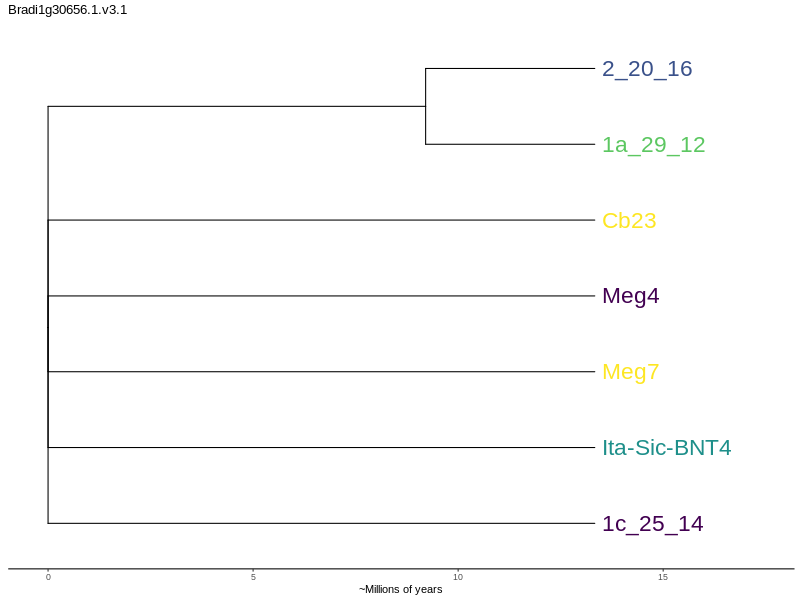 Bradi1g30656.1.v3.1
2_20_16
1a_29_12
Cb23
Meg4
Meg7
Ita-Sic-BNT4
1c_25_14
0 5 10 15
~Millions of years